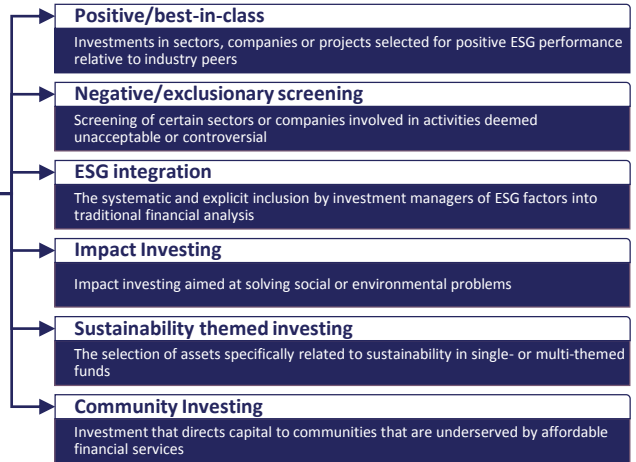 Positive/best-in-class
Investments in sectors, companies or projects selected for positive ESG performance
relative to industry peers
Negative/exclusionary screening
Screening of certain sectors or companies involved in activities deemed
unacceptable or controversial
ESG integration
The systematic and explicit inclusion by investment managers of ESG factors into
traditional financial analysis
Impact Investing
Impact investing aimed at solving social or environmental problems
Sustainability themed investing
The selection of assets specifically related to sustainability in single- or multi-themed
funds
Community Investing
Investment that directs capital to communities that are underserved by affordable
financial services